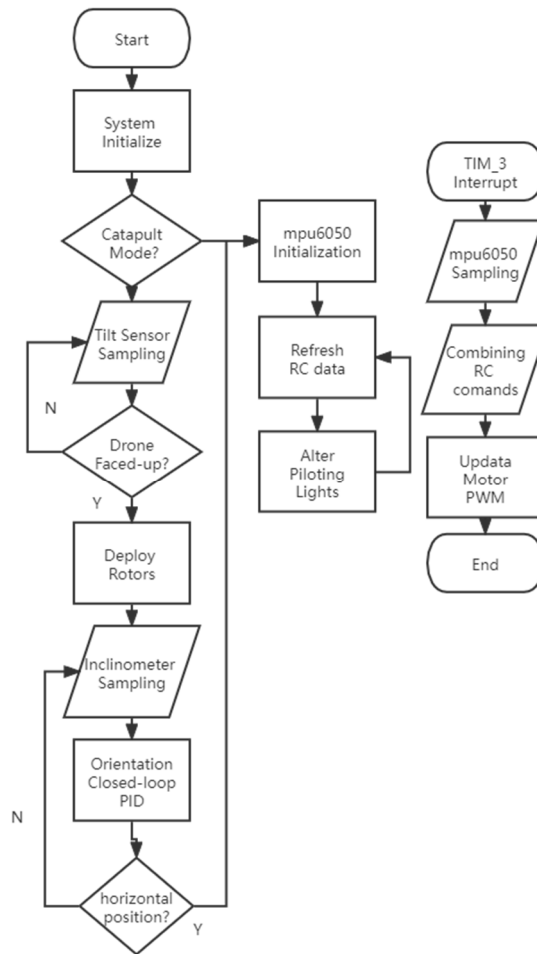 Start
System
Initialize
Catapult
Mode?
Tilt Sensor
Sampling
N
Drone
Faced-up?
Y
Deploy
Rotors
Inclinometer
Sampling
Orientation
Closed-loop
PID
N
horizontal
position?
Y
mpu6050
Initialization
Refresh
RC data
Alter
Piloting
Lights
TIM_3
Interrupt
mpu6050
Sampling
Combining
RC
comands
Updata
Motor
PWM
End